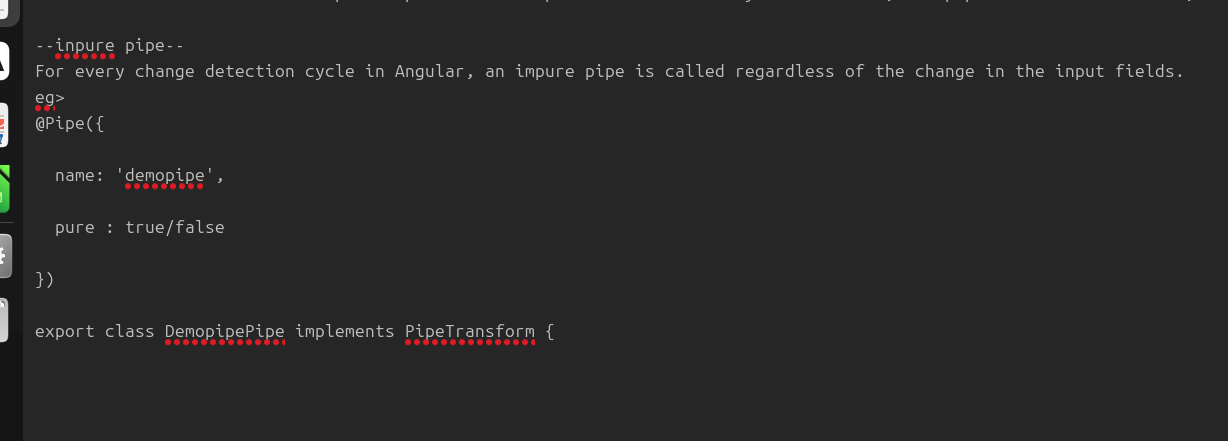 --inpure pipe--
For every change detection cycle in Angular, an impure pipe is called regardless of the change in the input fields.
eg>
@Pipe({
name: 'demopipe',
pure : true/false
})
export class DemopipePipe implements PipeTransform {